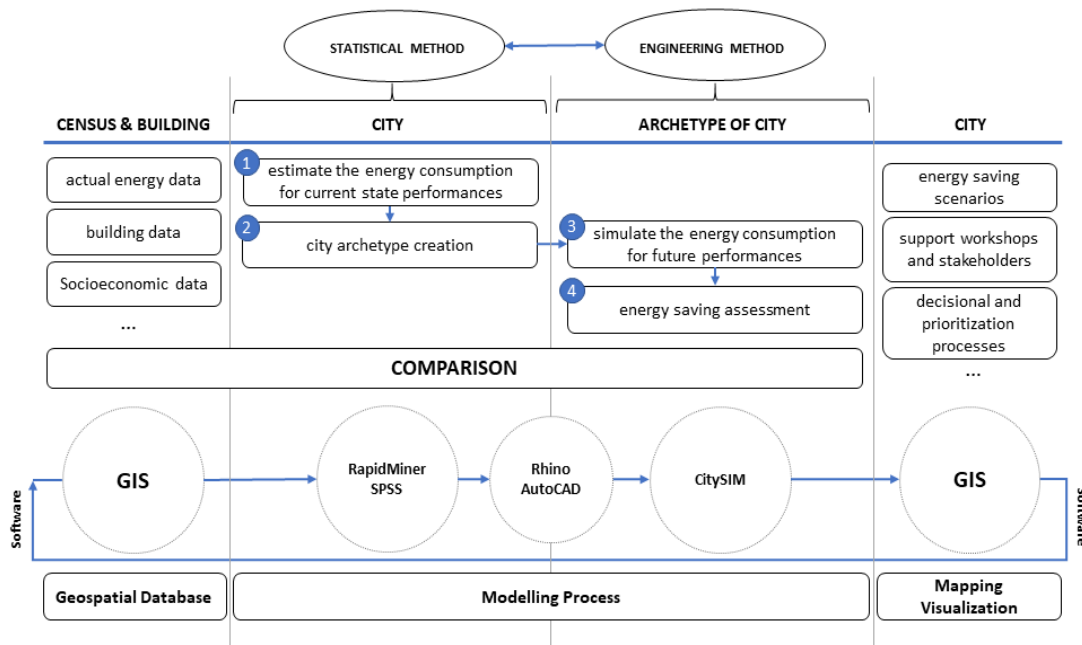 STATISTICAL METHOD
ENGINEERING METHOD
CENSUS & BUILDING
CITY
ARCHETYPE OF CITY
CITY
actual energy data
building data
Socioeconomic data
...
1
estimate the energy consumption
for current state performances
2
city archetype creation
3
simulate the energy consumption
for future performances
4
energy saving assessment
energy saving
scenarios
support workshops
and stakeholders
decisional and
prioritization
processes
...
COMPARISON
Software
GIS
RapidMiner
SPSS
Rhino
AutoCAD
CitySIM
GIS
Software
Geospatial Database
Modelling Process
Mapping
Visualization